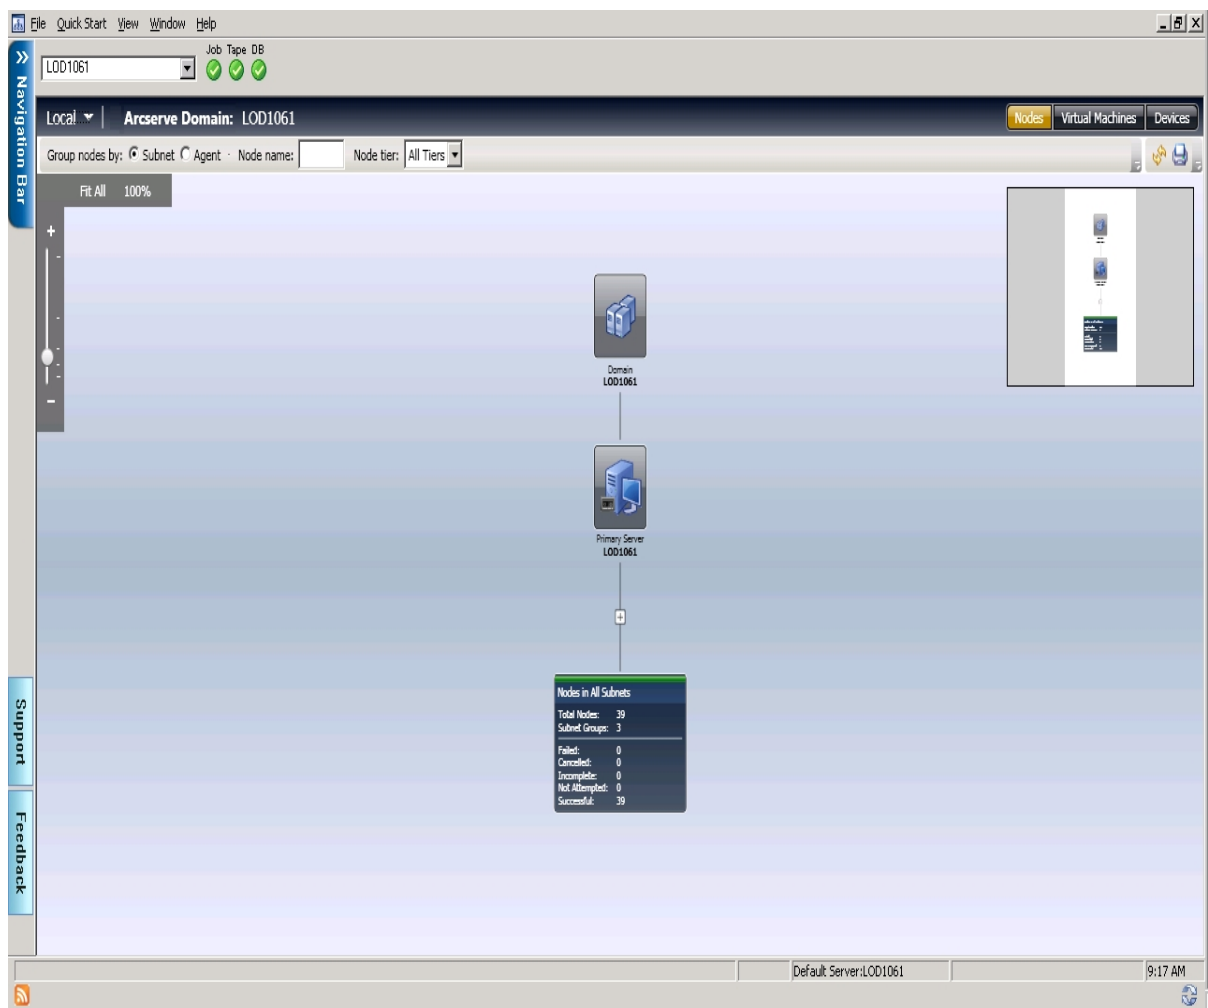 File Quick Start View Window Help
Job Tape DB
LOD1061
Navigation Bar
Local Arcserve Domain: LOD1061
Nodes Virtual Machines Devices
Group nodes by: Subnet Agent Node name: Node tier: All Tiers
Fit All 100%
+
-
Domain
LOD1061
Primary Server
LOD1061
+
Nodes in All Subnets
Total Nodes: 39
Subnet Groups: 3
Failed: 0
Cancelled: 0
Incomplete: 0
Not Attempted: 0
Successful: 39
Support
Feedback
Default Server:LOD1061
9:17 AM